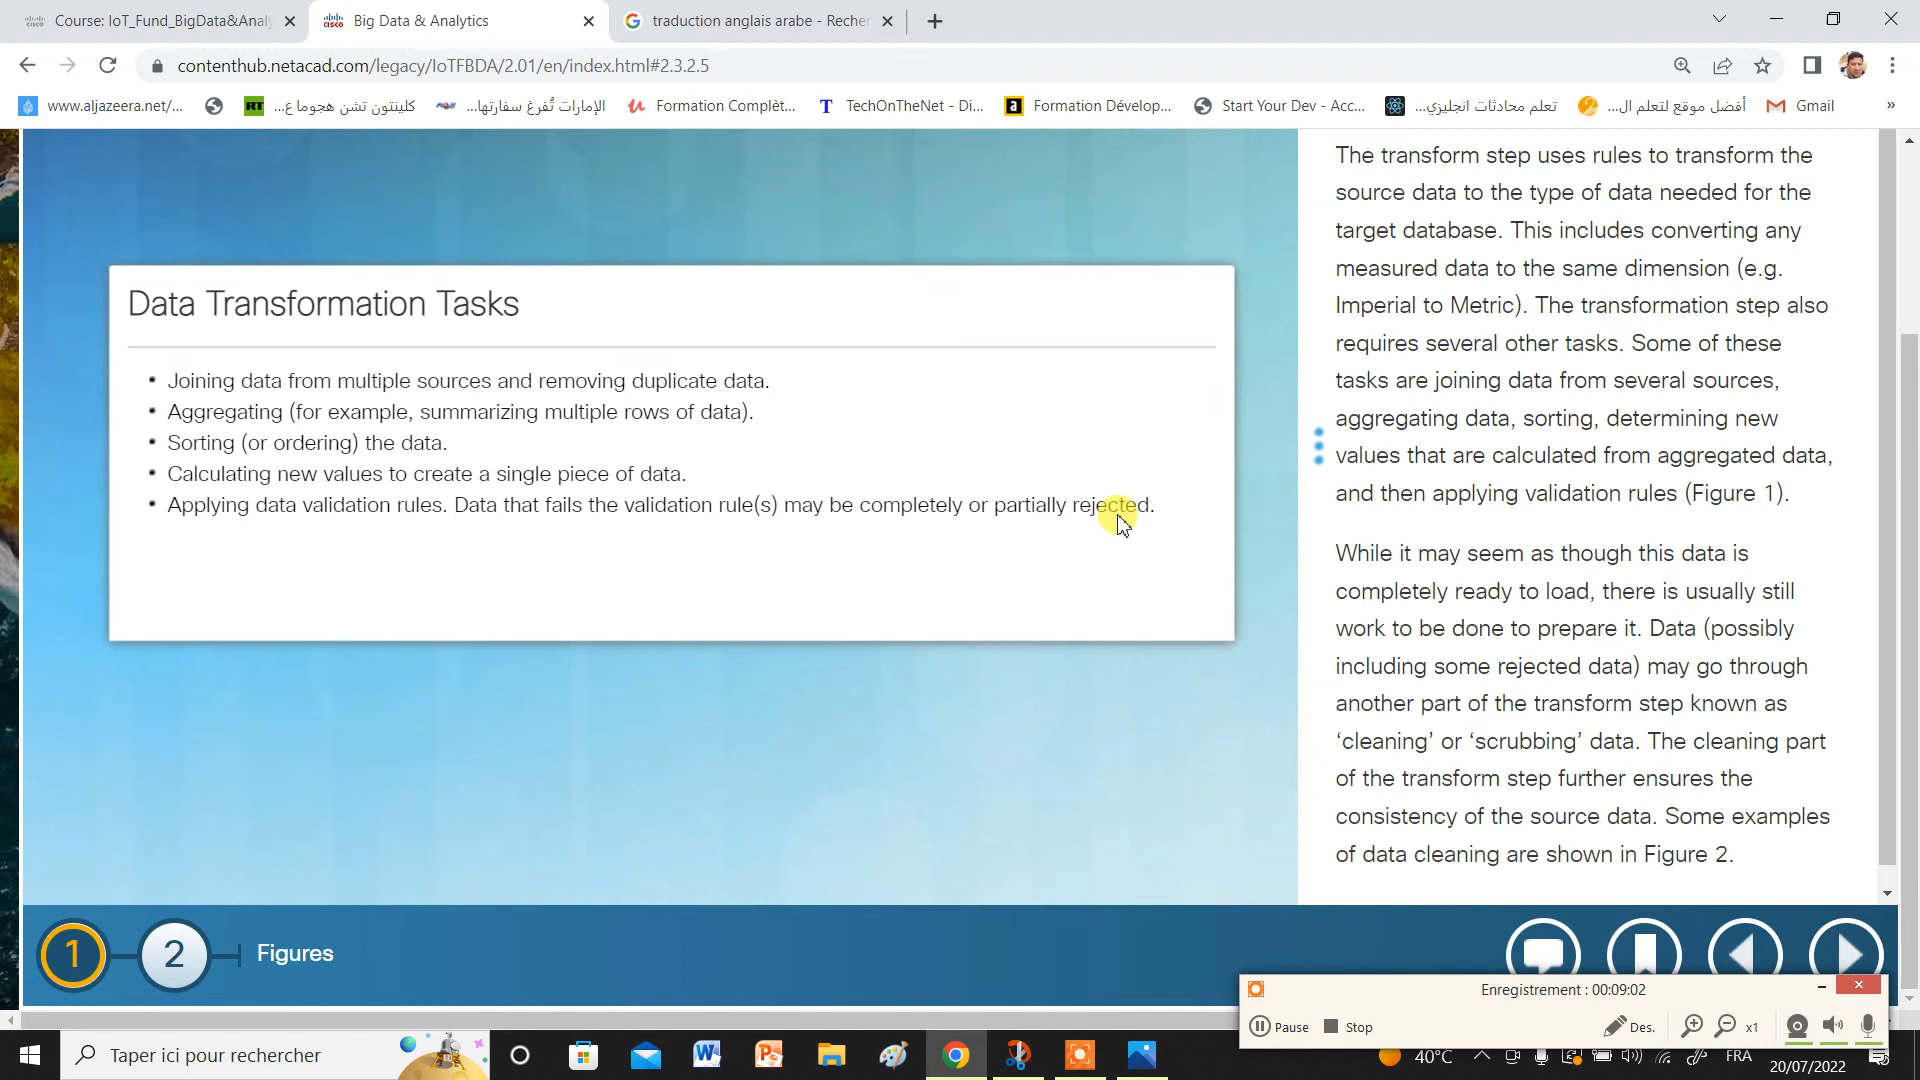 Course: IoT_Fund_BigData&Anal
Big Data & Analytics
traduction anglais arabe - Reche
contenthub.netacad.com/legacy/IoTFBDA/2.01/en/index.html#2.3.2.5
www.aljazeera.net/...
كلينتون تشن هجوما ع...
الإمارات تُفرغ سفارتها...
Formation Complèt...
TechOnTheNet - Di...
Formation Dévelop...
Start Your Dev - Acc...
تعلم محادثات انجليزي...
أفضل موقع لتعلم ال...
Gmail
»
Data Transformation Tasks
• Joining data from multiple sources and removing duplicate data.
• Aggregating (for example, summarizing multiple rows of data).
• Sorting (or ordering) the data.
• Calculating new values to create a single piece of data.
• Applying data validation rules. Data that fails the validation rule(s) may be completely or partially rejected.
The transform step uses rules to transform the
source data to the type of data needed for the
target database. This includes converting any
measured data to the same dimension (e.g.
Imperial to Metric). The transformation step also
requires several other tasks. Some of these
tasks are joining data from several sources,
aggregating data, sorting, determining new
values that are calculated from aggregated data,
and then applying validation rules (Figure 1).
While it may seem as though this data is
completely ready to load, there is usually still
work to be done to prepare it. Data (possibly
including some rejected data) may go through
another part of the transform step known as
‘cleaning’ or ‘scrubbing’ data. The cleaning part
of the transform step further ensures the
consistency of the source data. Some examples
of data cleaning are shown in Figure 2.
1
2
Figures
Enregistrement : 00:09:02
Pause
Stop
Des.
x1
Taper ici pour rechercher
40°C
FRA
20/07/2022